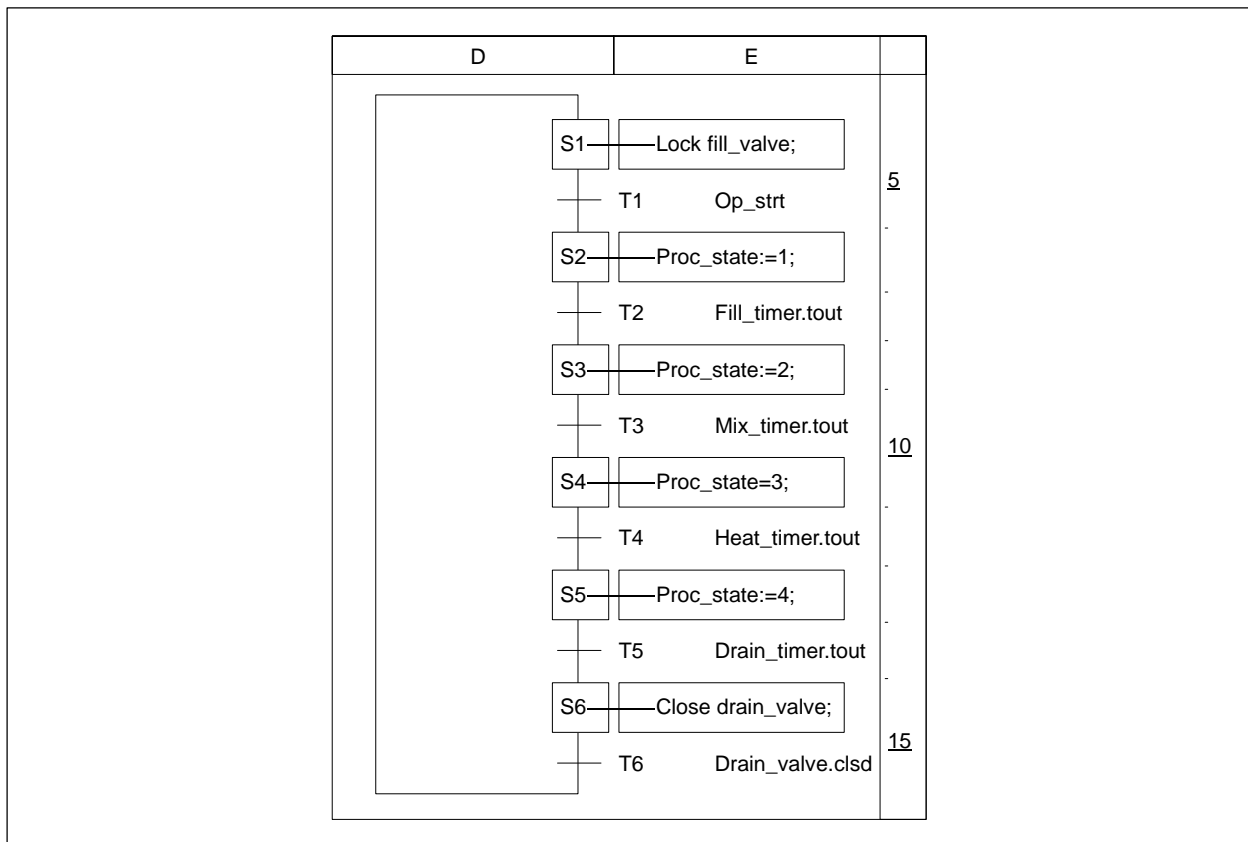 D E
S1 Lock fill_valve;
5
T1 Op_strt
S2 Proc_state:=1;
T2 Fill_timer.tout
S3 Proc_state:=2;
T3 Mix_timer.tout
10
S4 Proc_state=3;
T4 Heat_timer.tout
S5 Proc_state:=4;
T5 Drain_timer.tout
S6 Close drain_valve;
15
T6 Drain_valve.clsd